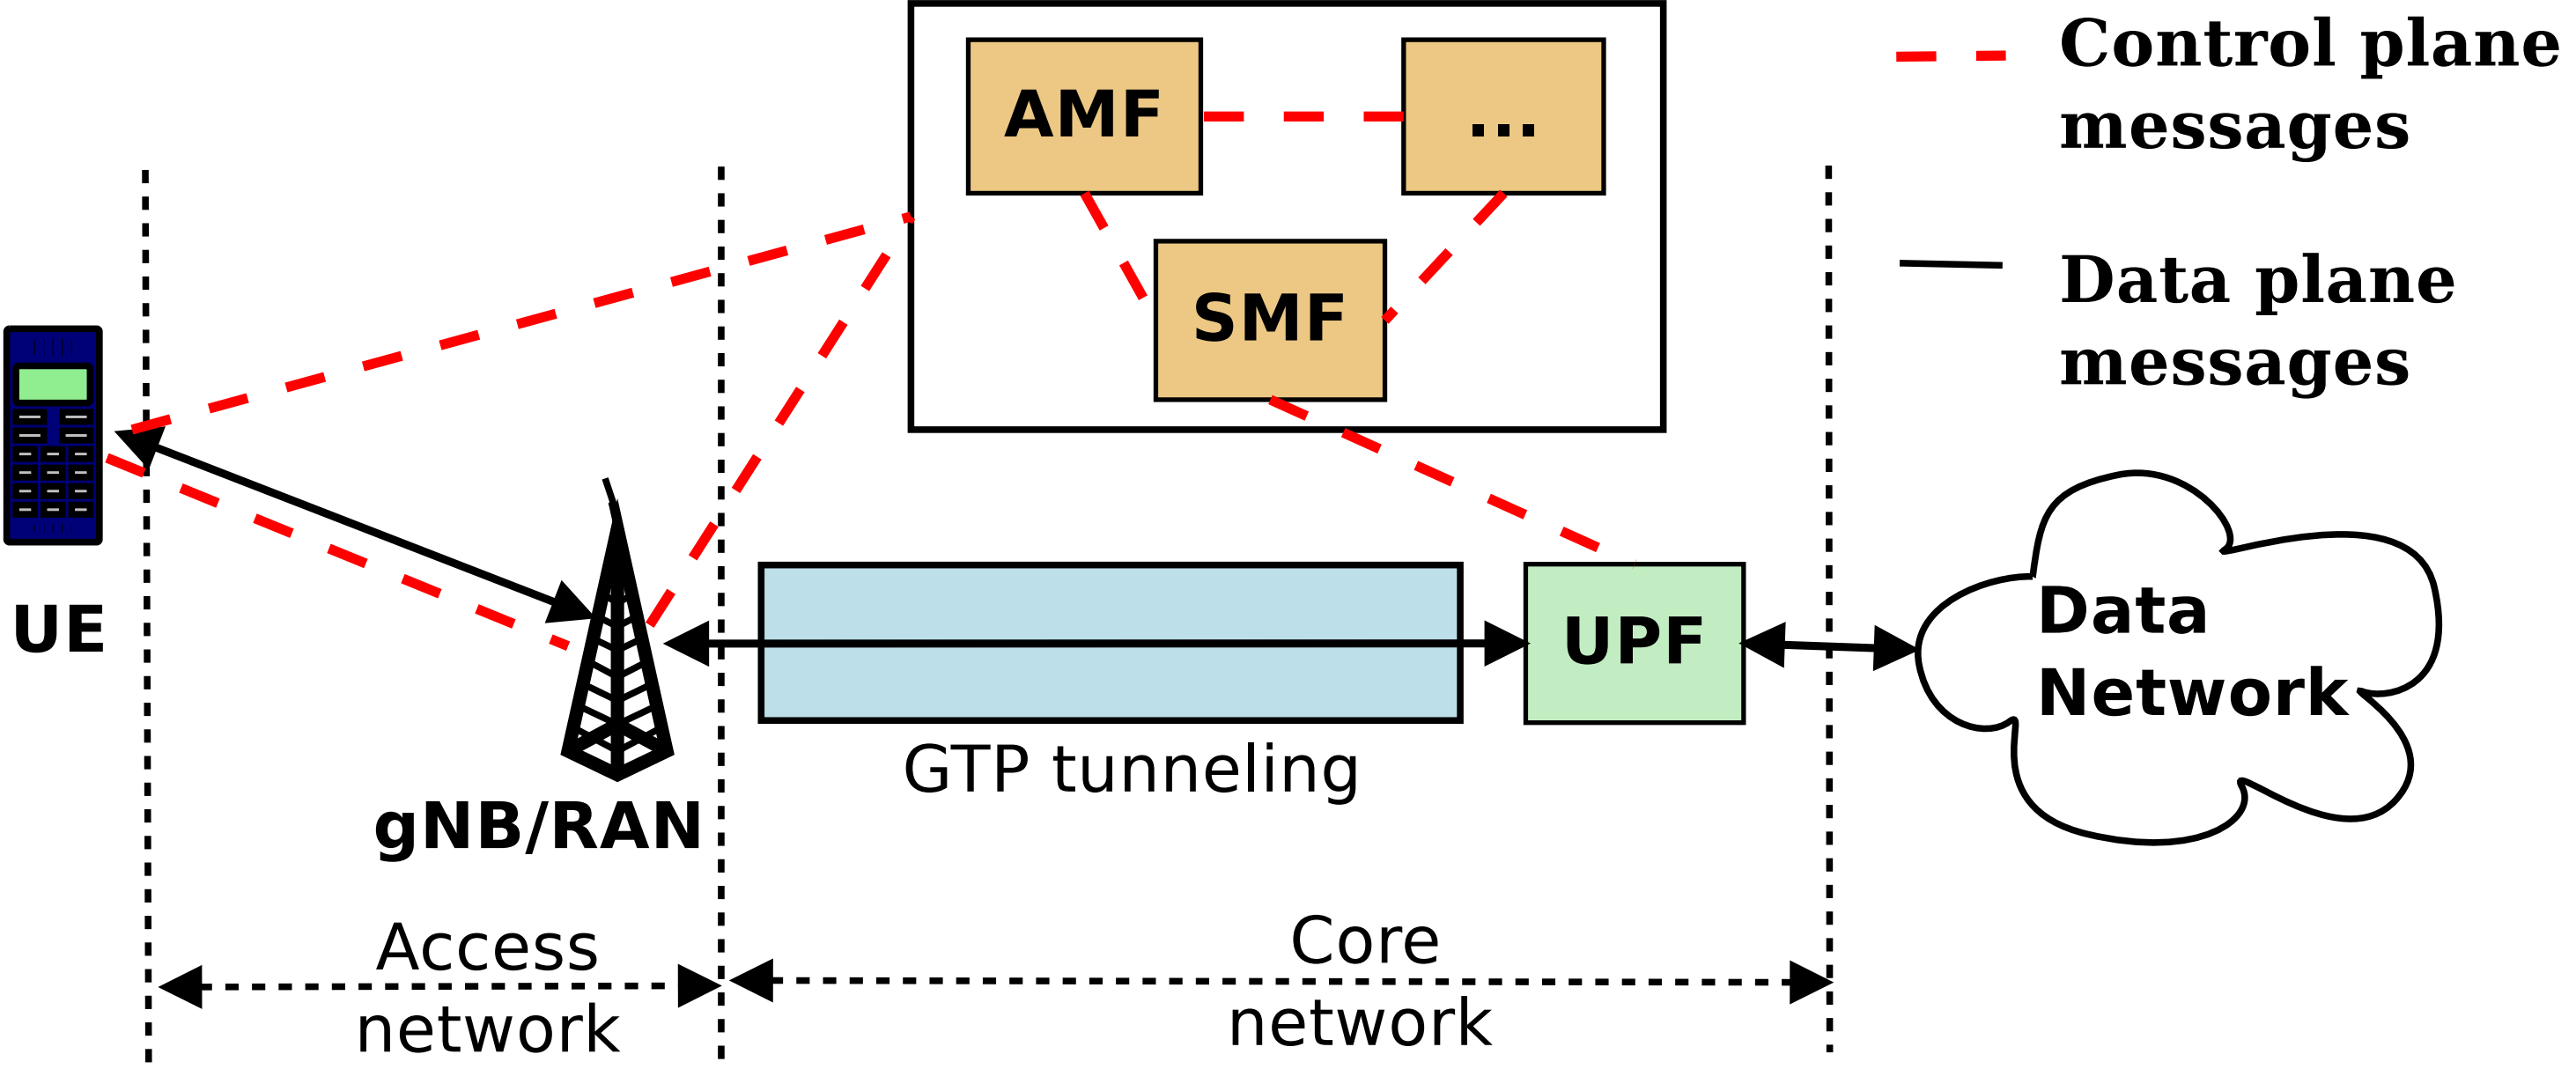 AMF
...
SMF
Control plane
messages
Data plane
messages
UE
gNB/RAN
GTP tunneling
UPF
Data
Network
Access
network
Core
network